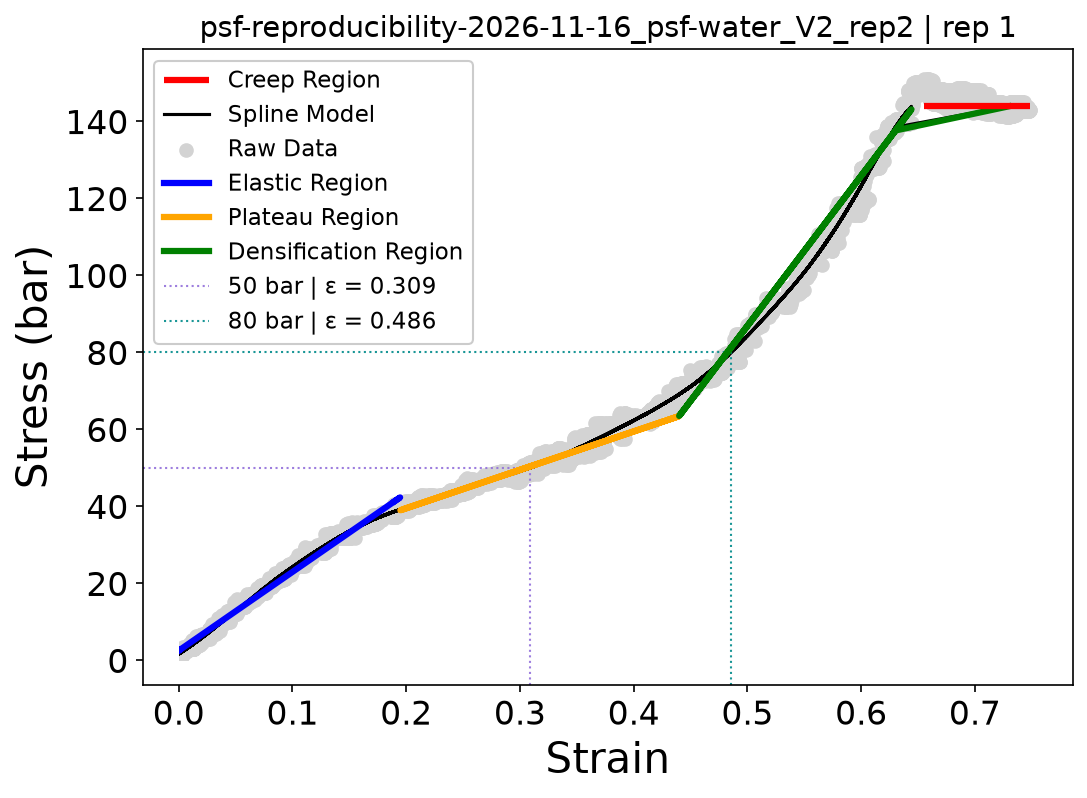 psf-reproducibility-2026-11-16_psf-water_V2_rep2 | rep 1
Creep Region
Spline Model
Raw Data
Elastic Region
Plateau Region
Densification Region
50 bar | ε = 0.309
80 bar | ε = 0.486
Stress (bar)
140
120
100
80
60
40
20
0
0.0 0.1 0.2 0.3 0.4 0.5 0.6 0.7
Strain